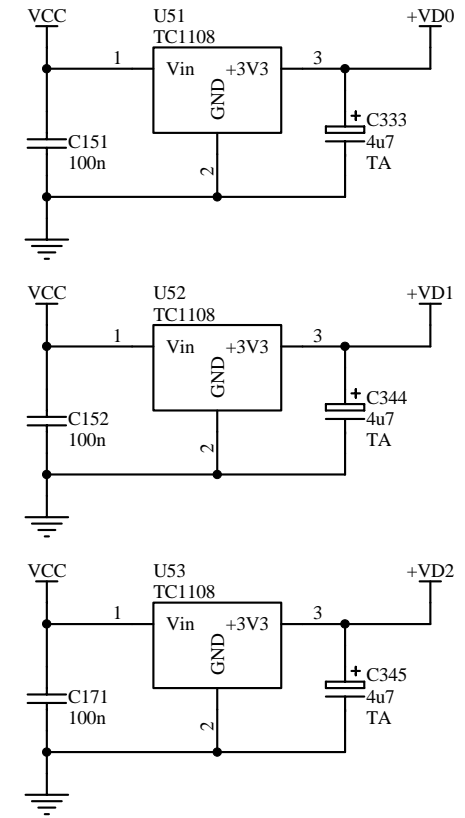 VCC
U51
TC1108
+VD0
1
Vin
+3V3
3
GND
2
C151
100n
+
C333
4u7
TA
VCC
U52
TC1108
+VD1
1
Vin
+3V3
3
GND
2
C152
100n
+
C344
4u7
TA
VCC
U53
TC1108
+VD2
1
Vin
+3V3
3
GND
2
C171
100n
+
C345
4u7
TA